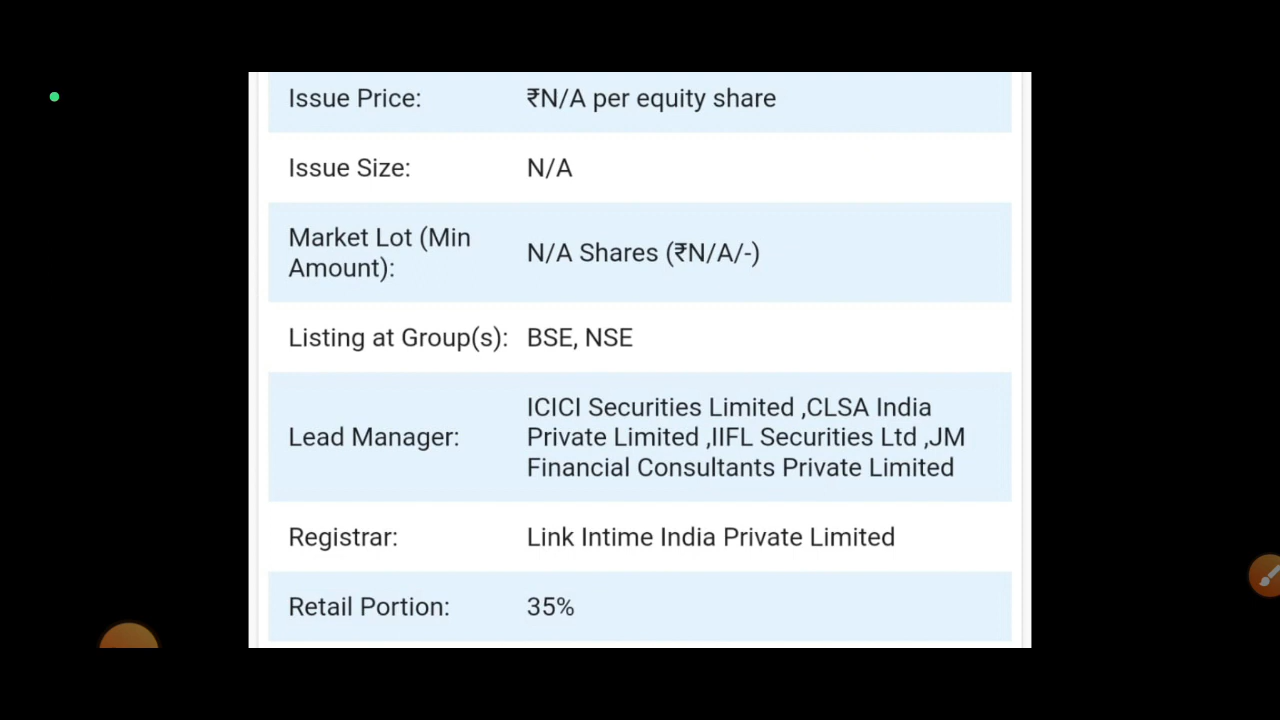 Issue Price: ₹N/A per equity share
Issue Size: N/A
Market Lot (Min
Amount): N/A Shares (₹N/A/-)
Listing at Group(s): BSE, NSE
Lead Manager: ICICI Securities Limited ,CLSA India
Private Limited ,IIFL Securities Ltd ,JM
Financial Consultants Private Limited
Registrar: Link Intime India Private Limited
Retail Portion: 35%